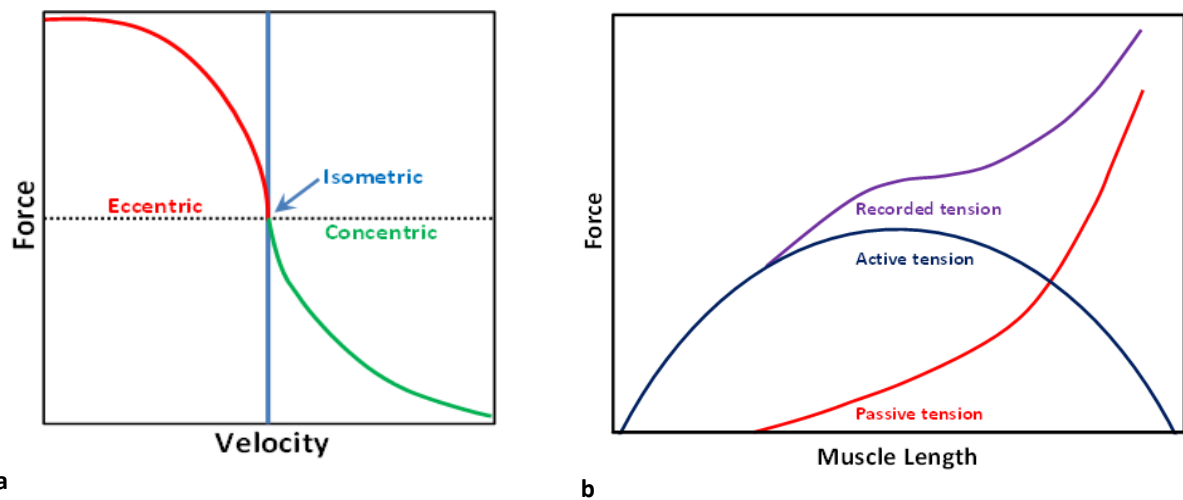 Force
Eccentric
Isometric
Concentric
Velocity
a
Force
Recorded tension
Active tension
Passive tension
Muscle Length
b